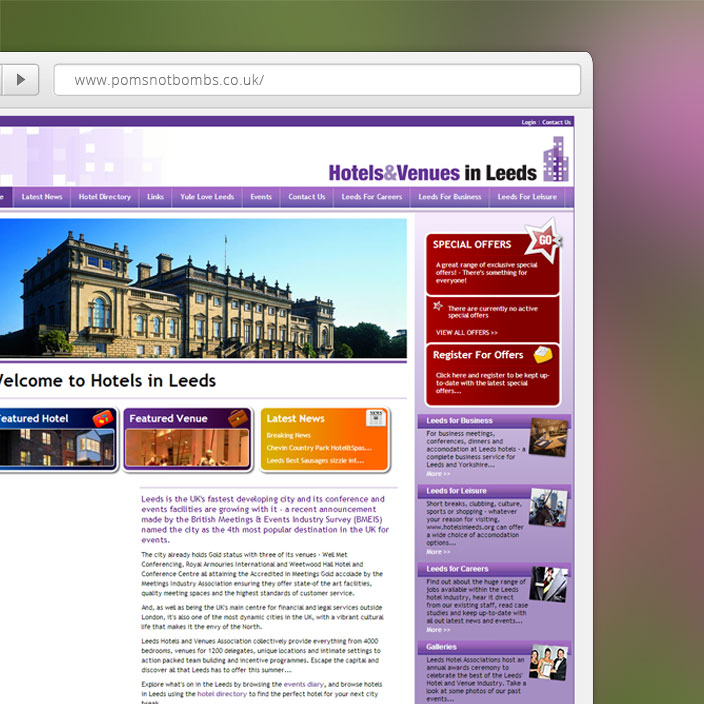 www.pomsnotbombs.co.uk/
Login | Contact Us
Hotels&Venues in Leeds
Latest News
Hotel Directory
Links
Yule Love Leeds
Events
Contact Us
Leeds For Careers
Leeds For Business
Leeds For Leisure
SPECIAL OFFERS
GO
A great range of exclusive special
offers! - There's something for
everyone!
There are currently no active
special offers
VIEW ALL OFFERS >>
Register For Offers
Click here and register to be kept up-
to-date with the latest special
offers...
Welcome to Hotels in Leeds
Featured Hotel
Featured Venue
Latest News
NEWS
Breaking News
Chevin Country Park Hotel&Spas...
Leeds Best Sausages sizzle int...
Leeds is the UK's fastest developing city and its conference and
events facilities are growing with it - a recent announcement
made by the British Meetings & Events Industry Survey (BMEIS)
named the city as the 4th most popular destination in the UK for
events.
The city already holds Gold status with three of its venues - Well Met
Conferencing, Royal Armouries International and Weetwood Hall Hotel and
Conference Centre all attaining the Accredited in Meetings Gold accolade by the
Meetings Industry Association ensuring they offer state-of the art facilities,
quality meeting spaces and the highest standards of customer service.
And, as well as being the UK's main centre for financial and legal services outside
London, it's also one of the most dynamic cities in the UK, with a vibrant cultural
life that makes it the envy of the North.
Leeds Hotels and Venues Association collectively provide everything from 4000
bedrooms, venues for 1200 delegates, unique locations and intimate settings to
action packed team building and incentive programmes. Escape the capital and
discover all that Leeds has to offer this summer...
Explore what's on in the Leeds by browsing the events diary, and browse hotels
in Leeds using the hotel directory to find the perfect hotel for your next city
break.
Leeds for Business
For business meetings,
conferences, dinners and
accomodation at Leeds hotels - a
complete business service for
Leeds and Yorkshire...
More >>
Leeds for Leisure
Short breaks, clubbing, culture,
sports or shopping - whatever
your reason for visiting,
www.hotelsinleeds.org can offer
a wide choice of accomodation
options...
More >>
Leeds for Careers
Find out about the huge range of
jobs available within the Leeds
hotel industry, hear it direct
from our existing staff, read case
studies and keep up-to-date with
all out latest news and events...
More >>
Galleries
Leeds Hotel Associations host an
annual awards ceremony to
celebrate the best of the Leeds'
Hotel and Venue industry. Take a
look at some photos of our past
events...